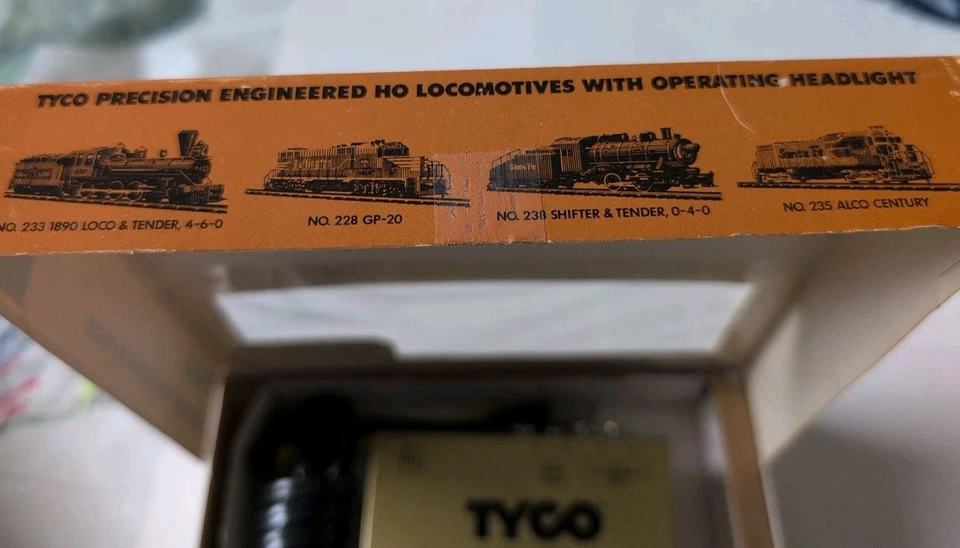 TYCO PRECISION ENGINEERED HO LOCOMOTIVES WITH OPERATING HEADLIGHT
NO. 233 1890 LOCO & TENDER, 4-6-0
NO. 228 GP-20
NO. 238 SHIFTER & TENDER, 0-4-0
NO. 235 ALCO CENTURY
TYCO